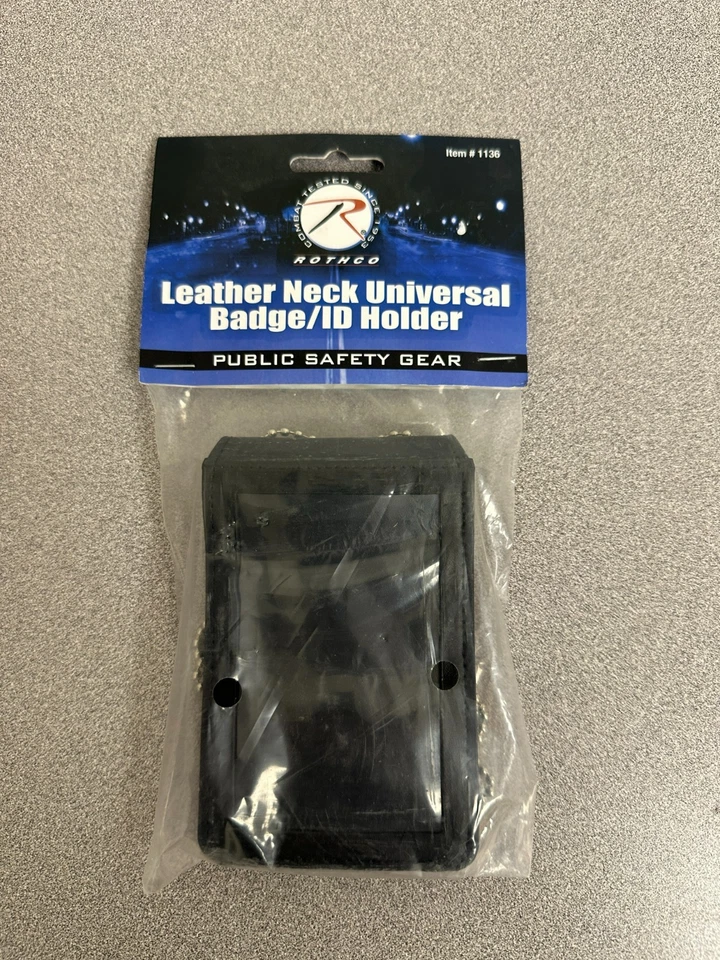 Item # 1136
COMBAT TESTED SINCE 1953
R
ROTHCO
Leather Neck Universal
Badge/ID Holder
PUBLIC SAFETY GEAR